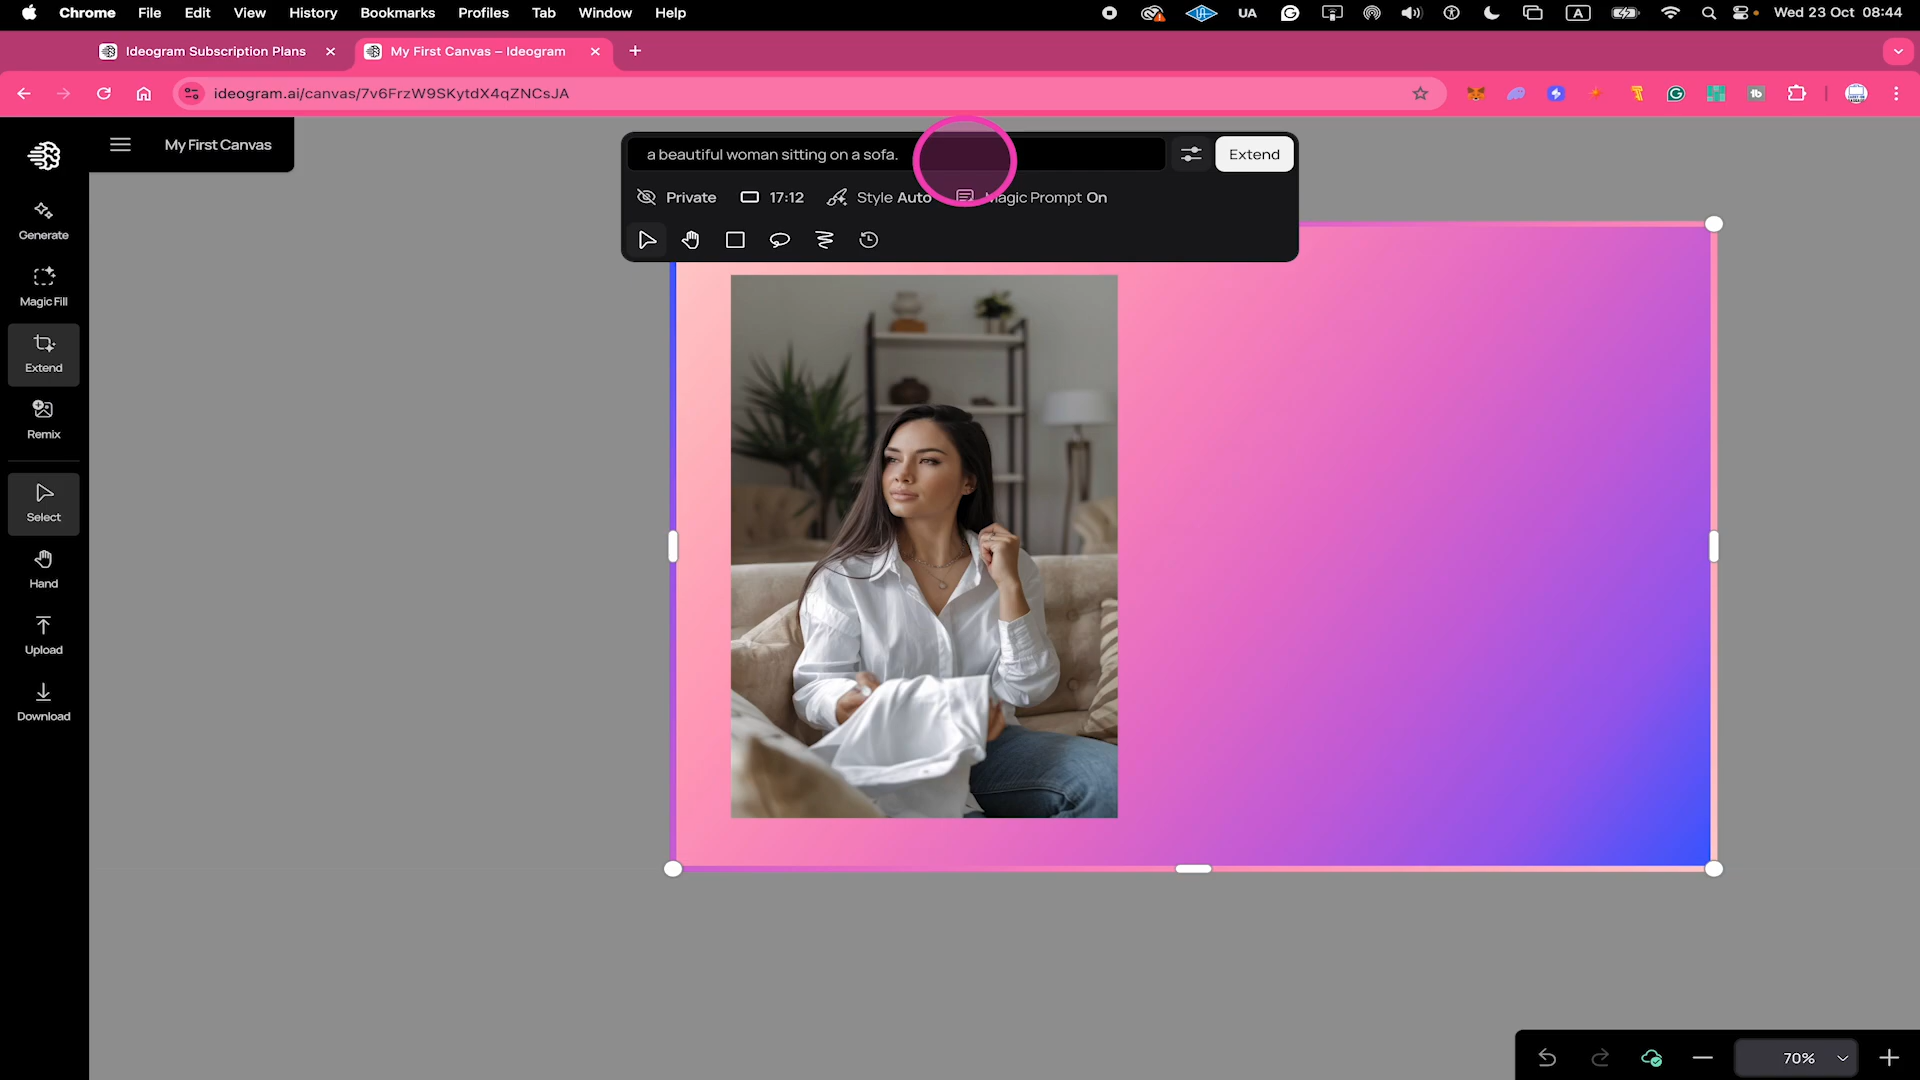 Chrome File Edit View History Bookmarks Profiles Tab Window Help UA A Wed 23 Oct 08:44
Ideogram Subscription Plans My First Canvas – Ideogram
ideogram.ai/canvas/7v6FrzW9SKytdX4qZNCsJA
My First Canvas
a beautiful woman sitting on a sofa. Extend
Private 17:12 Style Auto Magic Prompt On
Generate
Magic Fill
Extend
Remix
Select
Hand
Upload
Download
70%